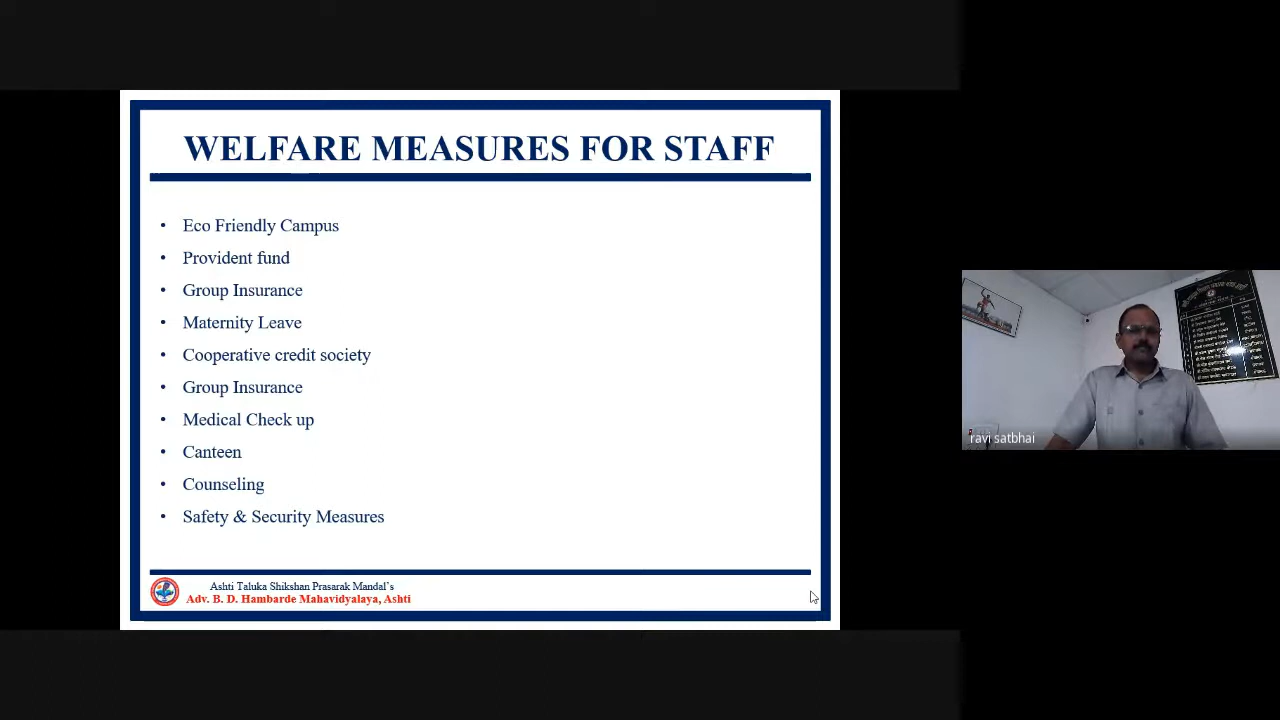 WELFARE MEASURES FOR STAFF
• Eco Friendly Campus
• Provident fund
• Group Insurance
• Maternity Leave
• Cooperative credit society
• Group Insurance
• Medical Check up
• Canteen
• Counseling
• Safety & Security Measures
Ashti Taluka Shikshan Prasarak Mandal's
Adv. B. D. Hambarde Mahavidyalaya, Ashti
ravi satbhai